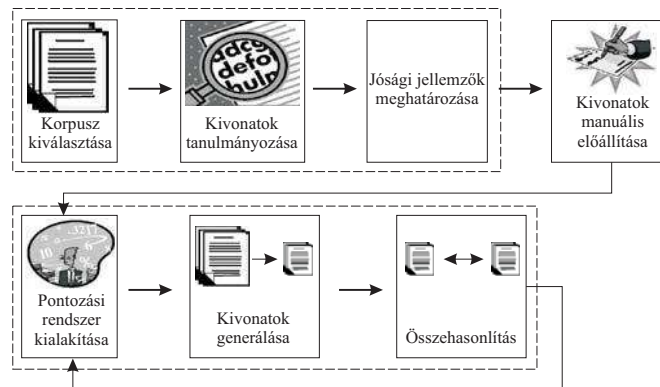 Korpusz
kiválasztása
Kivonatok
tanulmányozása
Jósági jellemzők
meghatározása
Kivonatok
manuális
előállítása
Pontozási
rendszer
kialakítása
Kivonatok
generálása
Összehasonlítás